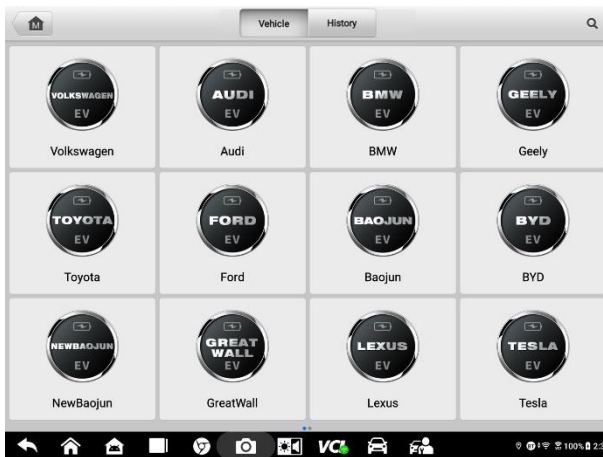 M
Vehicle
History
VOLKSWAGEN
EV
Volkswagen
AUDI
EV
Audi
BMW
EV
BMW
GEELY
EV
Geely
TOYOTA
EV
Toyota
FORD
EV
Ford
BAOJUN
EV
Baojun
BYD
EV
BYD
NEWBAOJUN
EV
NewBaojun
GREAT
WALL
EV
GreatWall
LEXUS
EV
Lexus
TESLA
EV
Tesla
VCI
100%